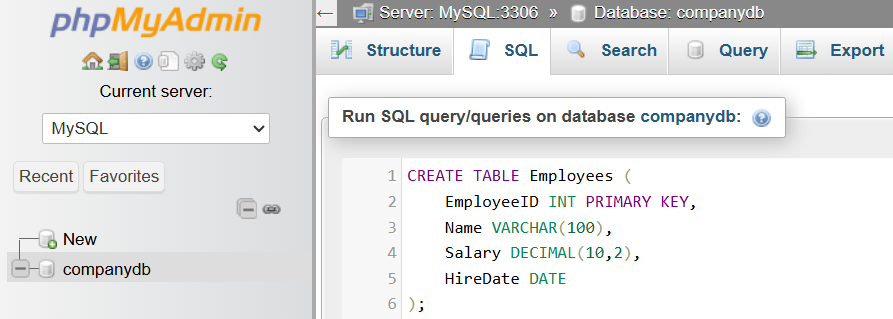 phpMyAdmin
Current server:
MySQL
Recent Favorites
New
companydb
Server: MySQL:3306 » Database: companydb
Structure SQL Search Query Export
Run SQL query/queries on database companydb:
1 CREATE TABLE Employees (
2 EmployeeID INT PRIMARY KEY,
3 Name VARCHAR(100),
4 Salary DECIMAL(10,2),
5 HireDate DATE
6 );